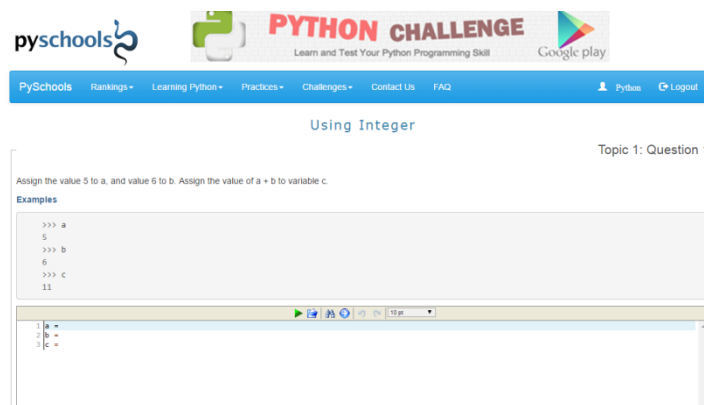 pyschools
PYTHON CHALLENGE
Learn and Test Your Python Programming Skill
Google play
PySchools Rankings Learning Python Practices Challenges Contact Us FAQ Python Logout
Using Integer
Topic 1: Question
Assign the value 5 to a, and value 6 to b. Assign the value of a + b to variable c.
Examples
>>> a
5
>>> b
6
>>> c
11
10 pt
1 a =
2 b =
3 c =